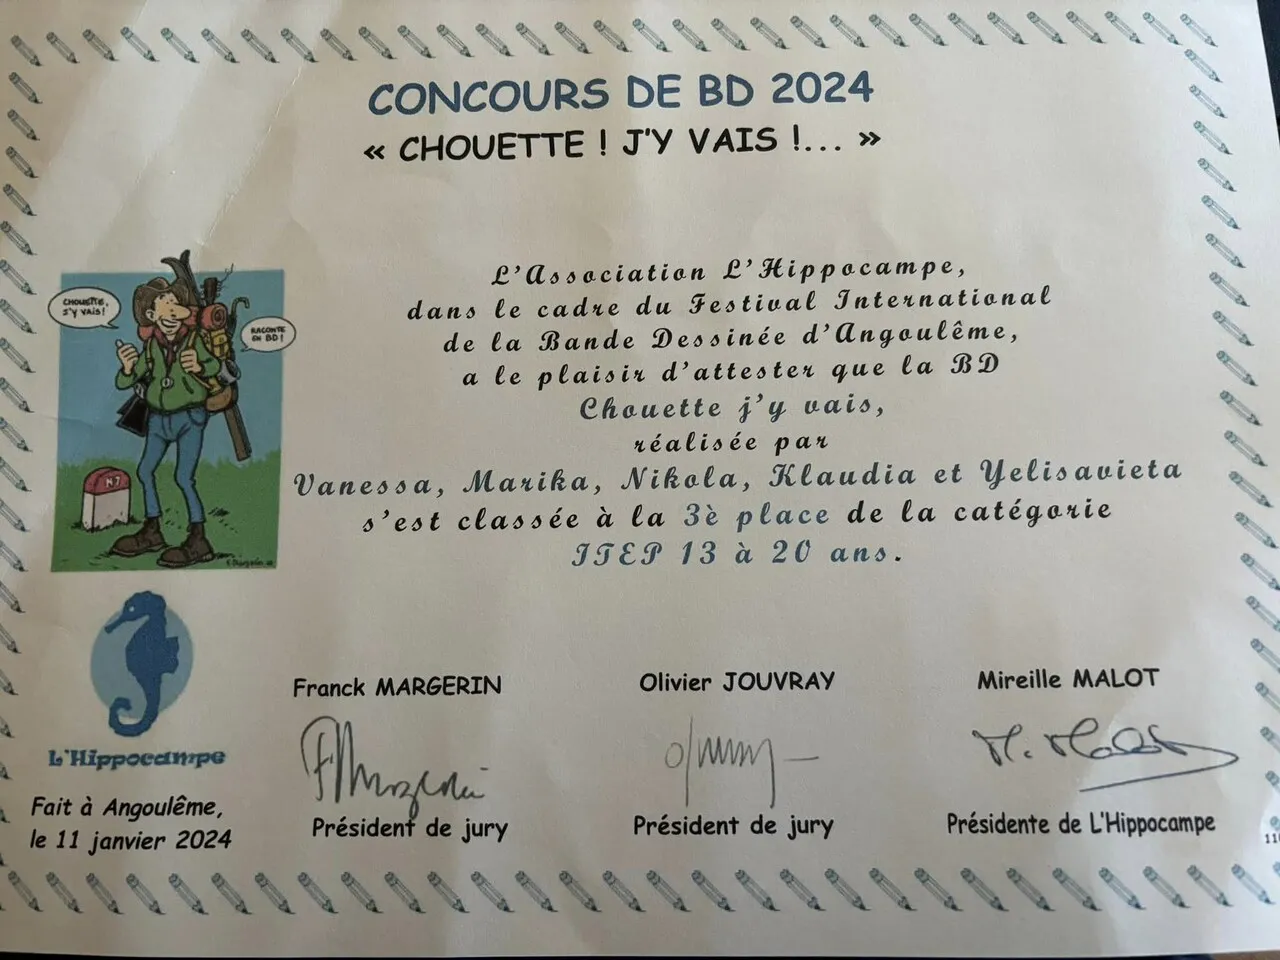 CONCOURS DE BD 2024
« CHOUETTE ! J'Y VAIS !... »
L'Association L'Hippocampe,
dans le cadre du Festival International
de la Bande Dessinée d'Angoulême,
a le plaisir d'attester que la BD
Chouette j'y vais,
réalisée par
Vanessa, Marika, Nikola, Klaudia et Yelisavieta
s'est classée à la 3è place de la catégorie
ITEP 13 à 20 ans.
CHOUETTE,
J'Y VAIS!
RACONTE
EN BD!
N7
F. Margerin
L'Hippocampe
Fait à Angoulême,
le 11 janvier 2024
Franck MARGERIN
F Margerin
Président de jury
Olivier JOUVRAY
Président de jury
Mireille MALOT
M. Malot
Présidente de L'Hippocampe